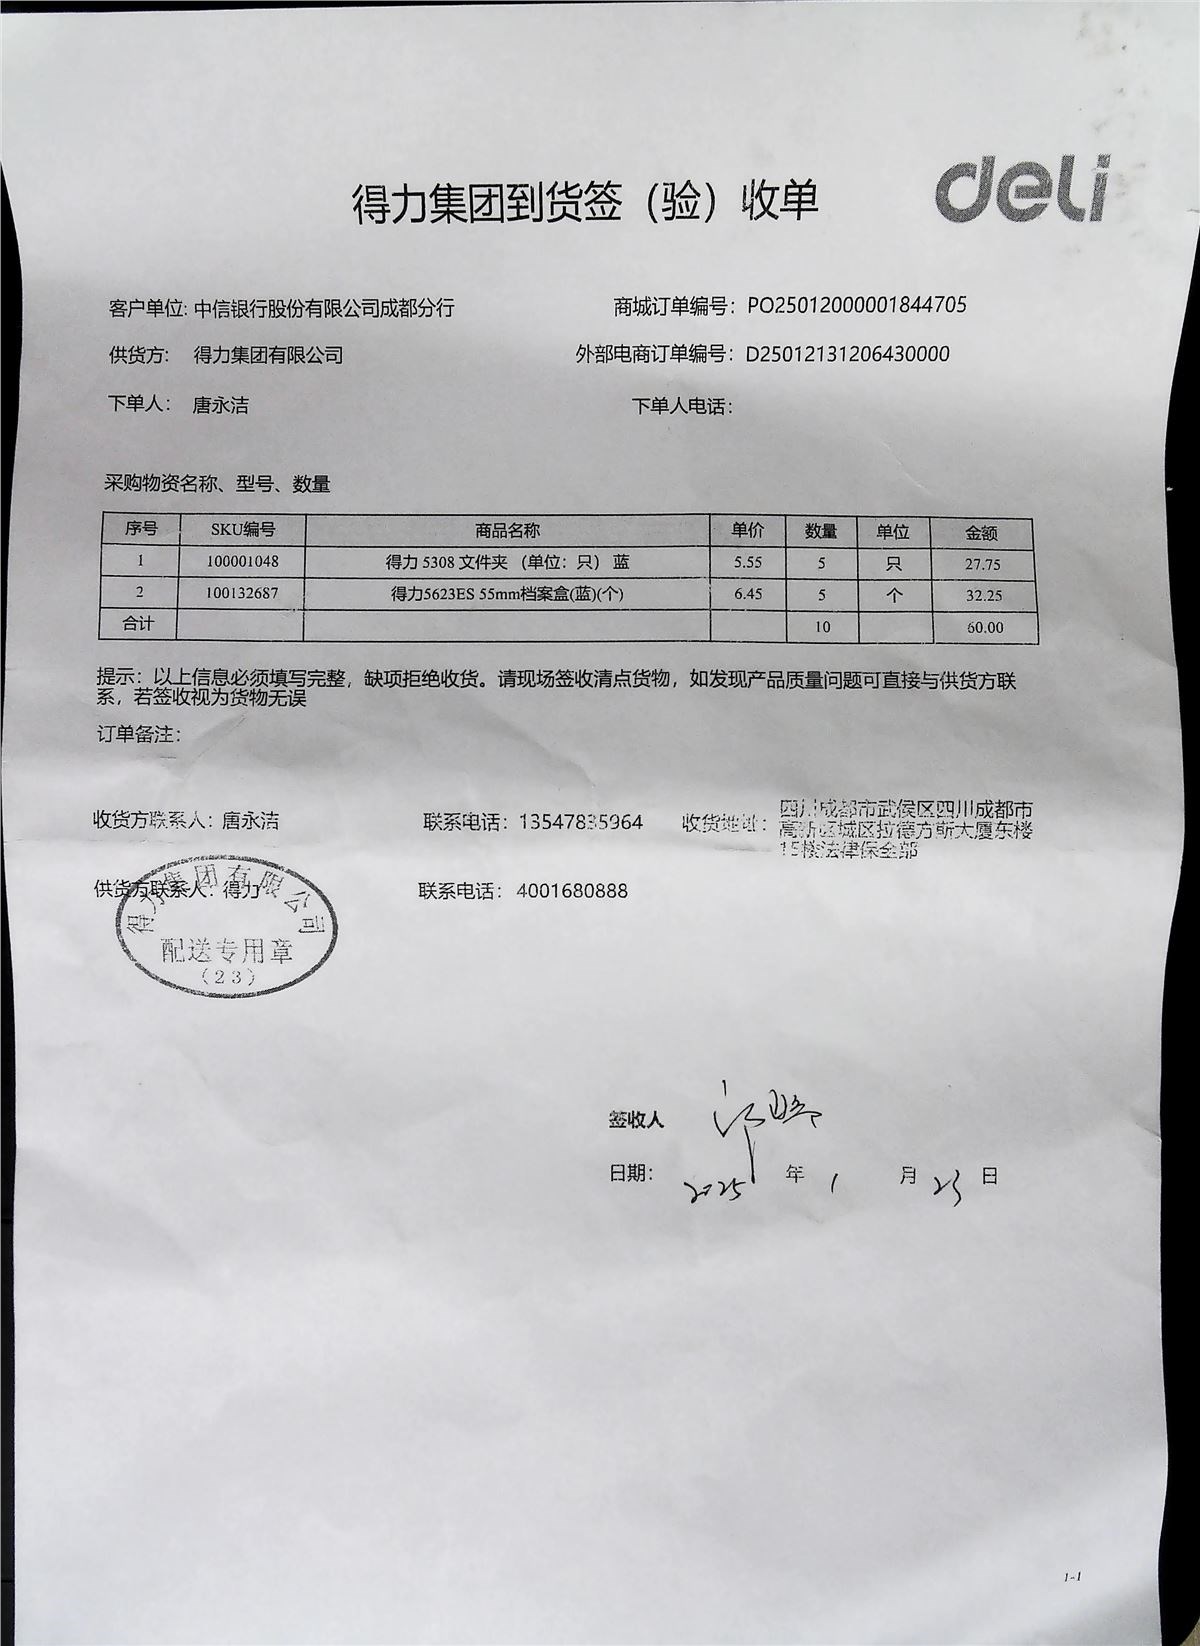 deli
得力集团到货签（验）收单
客户单位: 中信银行股份有限公司成都分行 商城订单编号： PO25012000001844705
供货方: 得力集团有限公司 外部电商订单编号： D25012131206430000
下单人： 唐永洁 下单人电话：
采购物资名称、型号、数量
序号 SKU编号 商品名称 单价 数量 单位 金额
1 100001048 得力 5308 文件夹 （单位：只） 蓝 5.55 5 只 27.75
2 100132687 得力5623ES 55mm档案盒(蓝)(个) 6.45 5 个 32.25
合计 10 60.00
提示：以上信息必须填写完整，缺项拒绝收货。请现场签收清点货物，如发现产品质量问题可直接与供货方联
系，若签收视为货物无误
订单备注：
收货方联系人：唐永洁 联系电话：13547835964 收货地址：
四川成都市武侯区四川成都市
高新区城区拉德方斯大厦东楼
15楼法律保全部
供货方联系人：得力 联系电话： 4001680888
得力集团有限公司
配送专用章
（23）
签收人
日期： 2025 年 1 月 23 日
1-1